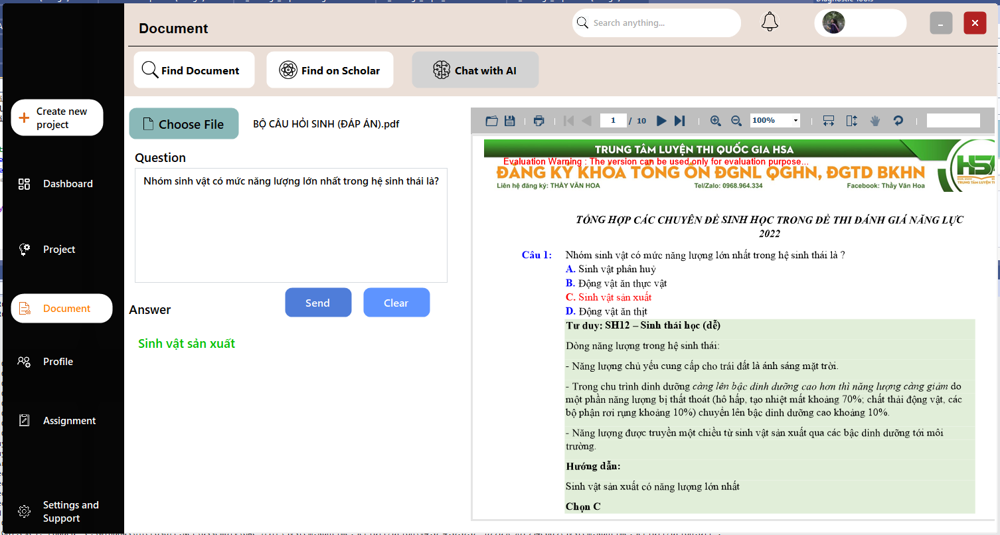 Document
Search anything...
Find Document
Find on Scholar
Chat with AI
Create new
project
Dashboard
Project
Document
Profile
Assignment
Settings and
Support
Choose File
BỘ CÂU HỎI SINH (ĐÁP ÁN).pdf
Question
Nhóm sinh vật có mức năng lượng lớn nhất trong hệ sinh thái là?
Send
Clear
Answer
Sinh vật sản xuất
1 / 10
100%
TRUNG TÂM LUYỆN THI QUỐC GIA HSA
Evaluation Warning : The version can be used only for evaluation purpose...
ĐĂNG KÝ KHÓA TỔNG ÔN ĐGNL QGHN, ĐGTD BKHN
Liên hệ đăng ký: THẦY VĂN HOA
Tel/Zalo: 0968.964.334
Facebook: Thầy Văn Hoa
HSA
TRUNG TÂM LUYỆN T
TỔNG HỢP CÁC CHUYÊN ĐỀ SINH HỌC TRONG ĐỀ THI ĐÁNH GIÁ NĂNG LỰC
2022
Câu 1: Nhóm sinh vật có mức năng lượng lớn nhất trong hệ sinh thái là ?
A. Sinh vật phân huỷ
B. Động vật ăn thực vật
C. Sinh vật sản xuất
D. Động vật ăn thịt
Tư duy: SH12 – Sinh thái học (dễ)
Dòng năng lượng trong hệ sinh thái:
- Năng lượng chủ yếu cung cấp cho trái đất là ánh sáng mặt trời.
- Trong chu trình dinh dưỡng càng lên bậc dinh dưỡng cao hơn thì năng lượng càng giảm do
một phần năng lượng bị thất thoát (hô hấp, tạo nhiệt mất khoảng 70%; chất thải động vật, các
bộ phận rơi rụng khoảng 10%) chuyển lên bậc dinh dưỡng cao khoảng 10%.
- Năng lượng được truyền một chiều từ sinh vật sản xuất qua các bậc dinh dưỡng tới môi
trường.
Hướng dẫn:
Sinh vật sản xuất có năng lượng lớn nhất
Chọn C